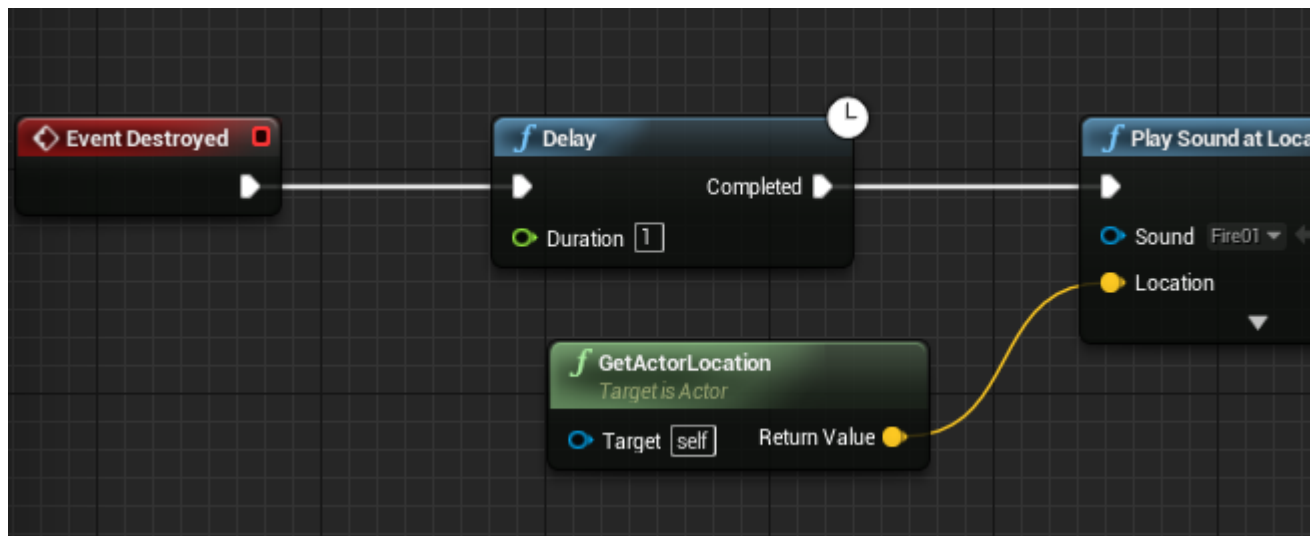 Event Destroyed
f Delay
Completed
Duration 1
f Play Sound at Loca
Sound Fire01
Location
f GetActorLocation
Target is Actor
Target self Return Value